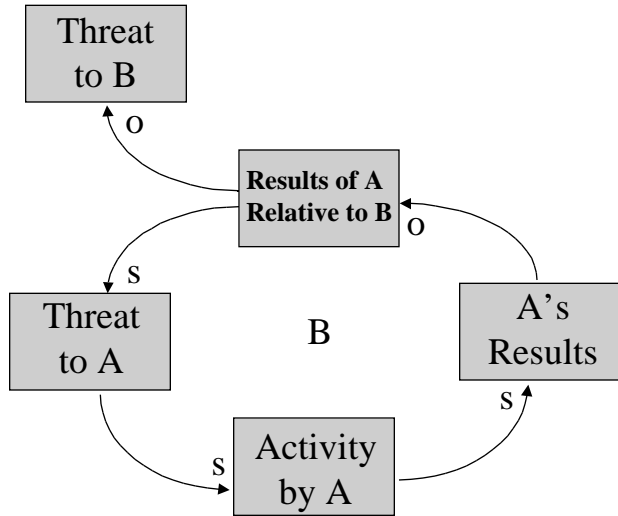 Threat
to B
o
Results of A
Relative to B
o
s
Threat
to A
B
A's
Results
s
s
Activity
by A